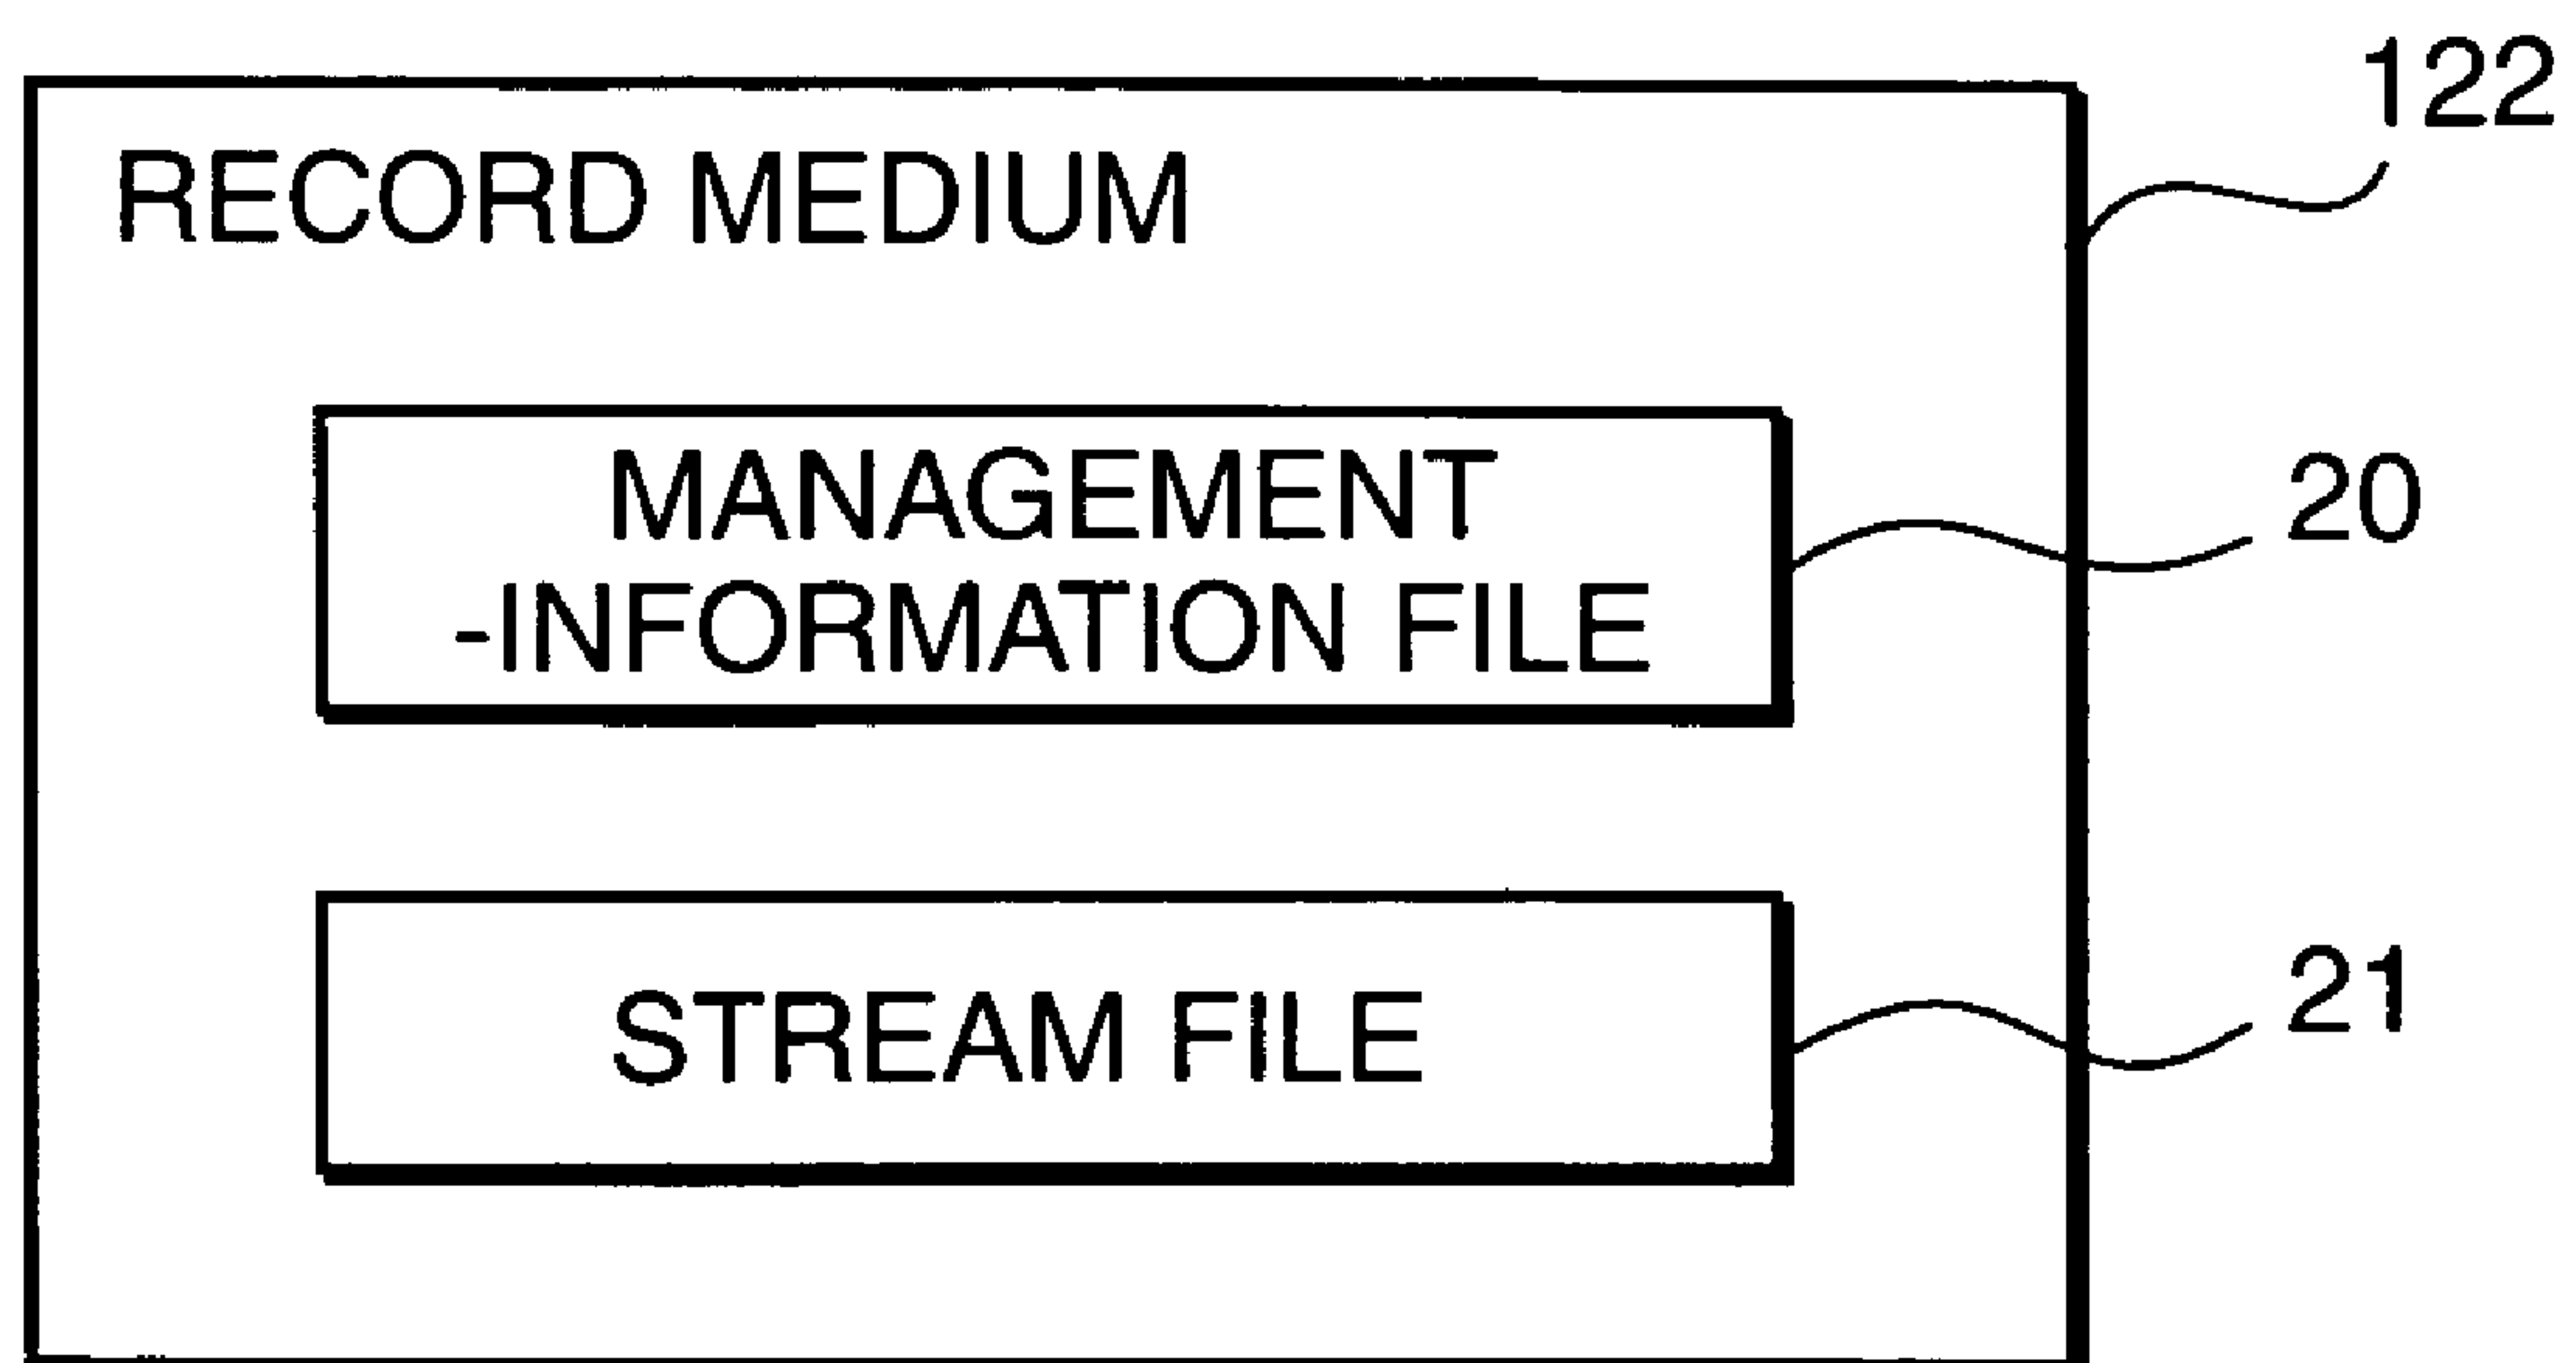 122
RECORD MEDIUM
MANAGEMENT
-INFORMATION FILE
20
STREAM FILE
21